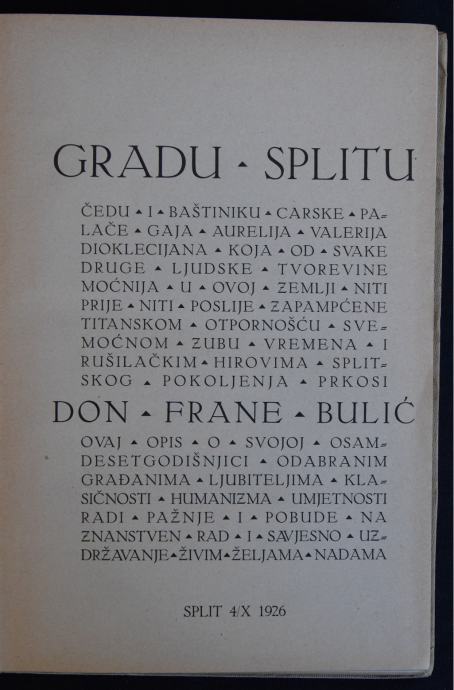 GRADU ▴ SPLITU
ČEDU ▴ I ▴ BAŠTINIKU ▴ CARSKE ▴ PA=
LAČE ▴ GAJA ▴ AURELIJA ▴ VALERIJA
DIOKLECIJANA ▴ KOJA ▴ OD ▴ SVAKE
DRUGE ▴ LJUDSKE ▴ TVOREVINE
MOĆNIJA ▴ U ▴ OVOJ ▴ ZEMLJI ▴ NITI
PRIJE ▴ NITI ▴ POSLIJE ▴ ZAPAMPĆENE
TITANSKOM ▴ OTPORNOŠĆU ▴ SVE=
MOĆNOM ▴ ZUBU ▴ VREMENA ▴ I
RUŠILAČKIM ▴ HIROVIMA ▴ SPLIT=
SKOG ▴ POKOLJENJA ▴ PRKOSI
DON ▴ FRANE ▴ BULIĆ
OVAJ ▴ OPIS ▴ O ▴ SVOJOJ ▴ OSAM=
DESETGODIŠNJICI ▴ ODABRANIM
GRAĐANIMA ▴ LJUBITELJIMA ▴ KLA=
SIČNOSTI ▴ HUMANIZMA ▴ UMJETNOSTI
RADI ▴ PAŽNJE ▴ I ▴ POBUDE ▴ NA
ZNANSTVEN ▴ RAD ▴ I ▴ SAVJESNO ▴ UZ=
DRŽAVANJE ▴ ŽIVIM ▴ ŽELJAMA ▴ NADAMA
SPLIT 4/X 1926